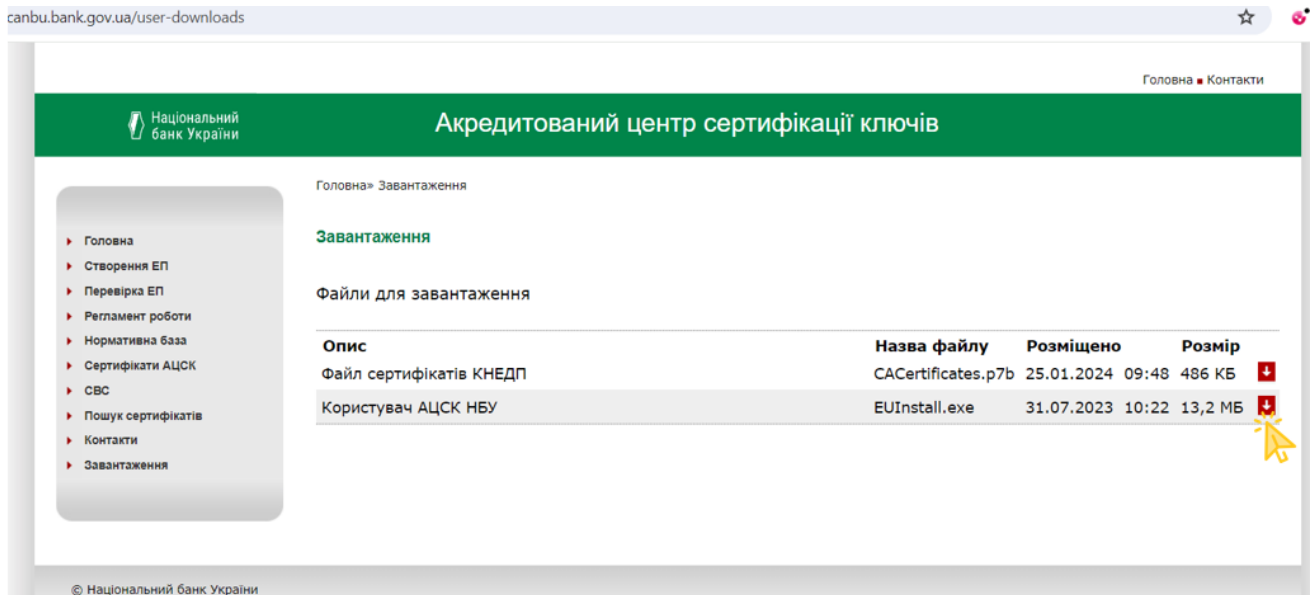 canbu.bank.gov.ua/user-downloads
Головна ▪ Контакти
Національний
банк України
Акредитований центр сертифікації ключів
Головна» Завантаження
Головна
Створення ЕП
Перевірка ЕП
Регламент роботи
Нормативна база
Сертифікати АЦСК
СВС
Пошук сертифікатів
Контакти
Завантаження
Завантаження
Файли для завантаження
Опис Назва файлу Розміщено Розмір
Файл сертифікатів КНЕДП CACertificates.p7b 25.01.2024 09:48 486 КБ
Користувач АЦСК НБУ EUInstall.exe 31.07.2023 10:22 13,2 МБ
© Національний банк України